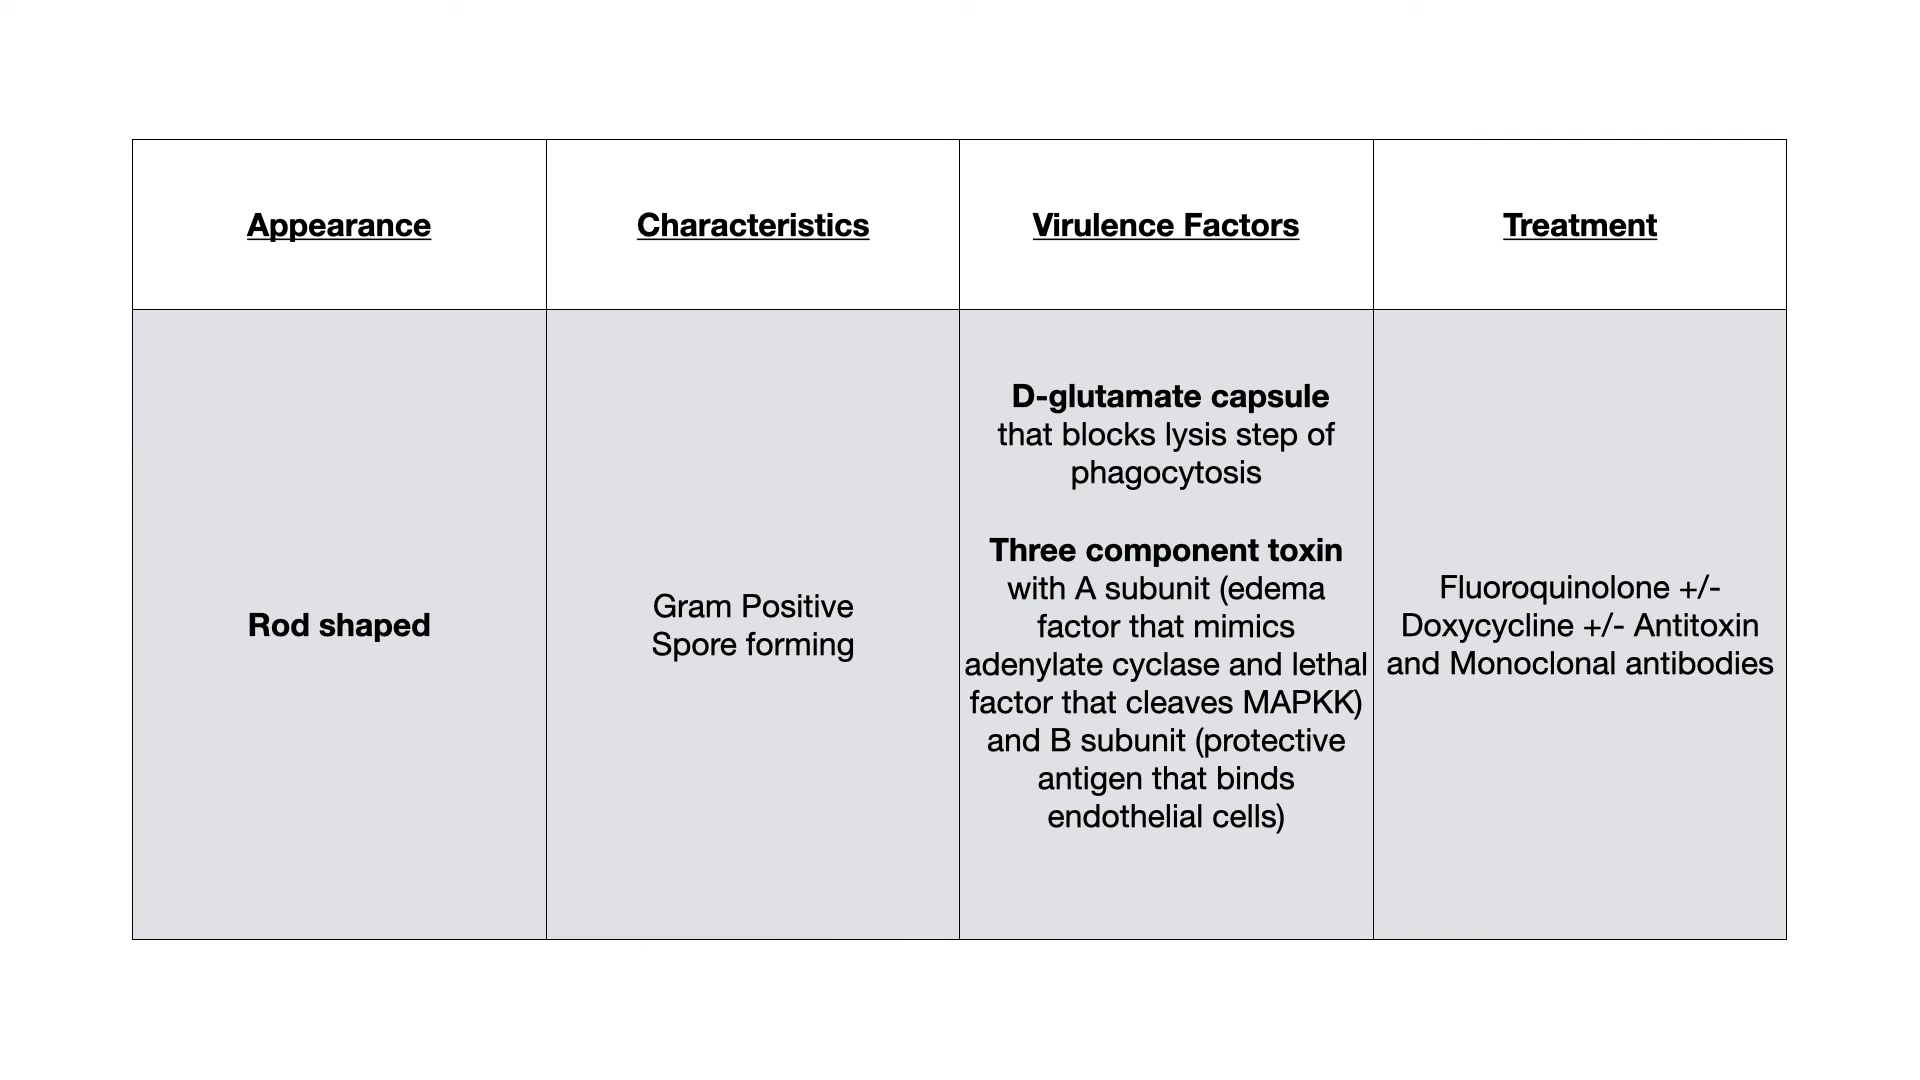 Appearance
Characteristics
Virulence Factors
Treatment
Rod shaped
Gram Positive
Spore forming
D-glutamate capsule
that blocks lysis step of
phagocytosis
Three component toxin
with A subunit (edema
factor that mimics
adenylate cyclase and lethal
factor that cleaves MAPKK)
and B subunit (protective
antigen that binds
endothelial cells)
Fluoroquinolone +/-
Doxycycline +/- Antitoxin
and Monoclonal antibodies